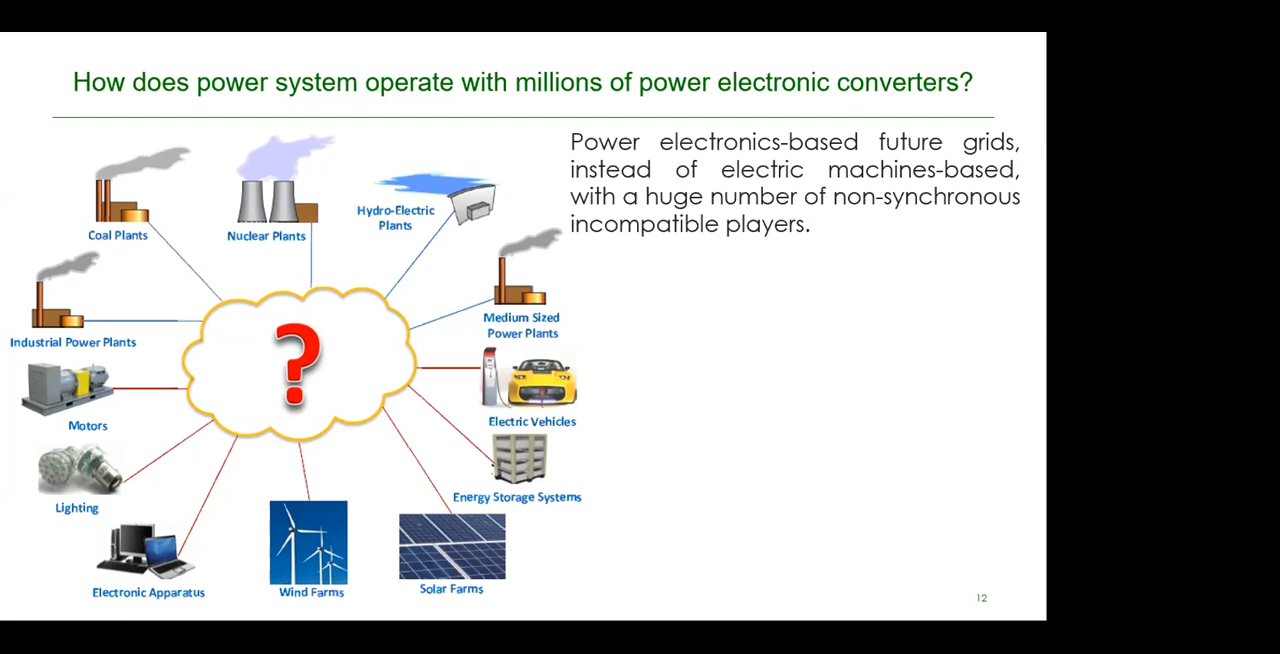 How does power system operate with millions of power electronic converters?
Power electronics-based future grids,
instead of electric machines-based,
with a huge number of non-synchronous
incompatible players.
Coal Plants
Nuclear Plants
Hydro-Electric
Plants
Medium Sized
Power Plants
Industrial Power Plants
?
Motors
Electric Vehicles
Lighting
Energy Storage Systems
Electronic Apparatus
Wind Farms
Solar Farms
12